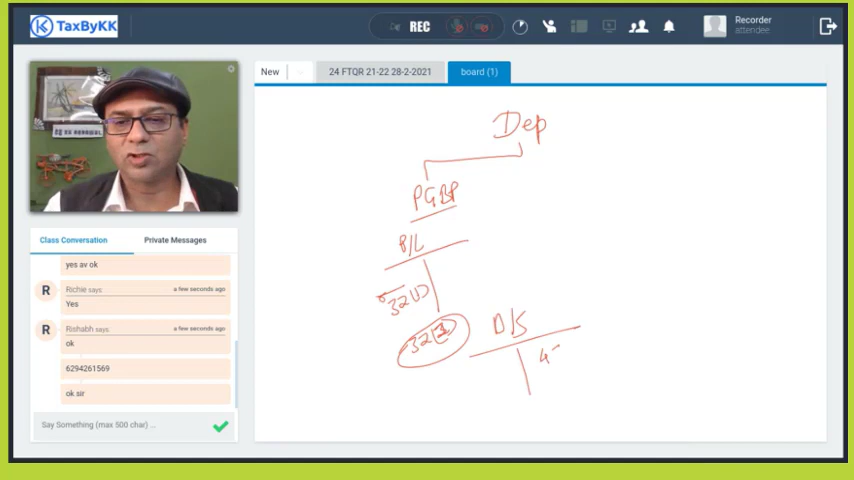 TaxByKK
REC
Recorder
attendee
New
24 FTQR 21-22 28-2-2021
board (1)
Class Conversation
Private Messages
yes av ok
R
Richie says
a few seconds ago
Yes
R
Rishabh says
a few seconds ago
ok
6294261569
ok sir
Say Something (max 500 char) ...
Dep
PGBP
P/L
B/S